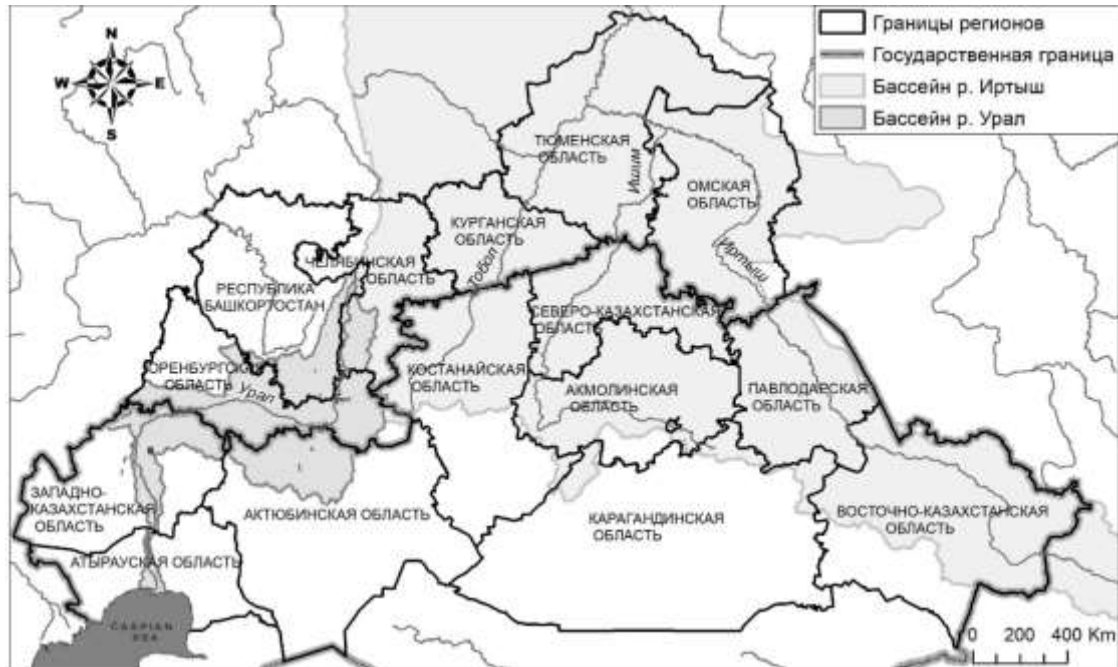 Границы регионов
Государственная граница
Бассейн р. Иртыш
Бассейн р. Урал
N
W
E
S
ТЮМЕНСКАЯ
ОБЛАСТЬ
Ишим
ОМСКАЯ
ОБЛАСТЬ
КУРГАНСКАЯ
ОБЛАСТЬ
Тобол
Иртыш
ЧЕЛЯБИНСКАЯ
ОБЛАСТЬ
РЕСПУБЛИКА
БАШКОРТОСТАН
СЕВЕРО-КАЗАХСТАНСКАЯ
ОБЛАСТЬ
ОРЕНБУРГСКАЯ
ОБЛАСТЬ
Урал
КОСТАНАЙСКАЯ
ОБЛАСТЬ
АКМОЛИНСКАЯ
ОБЛАСТЬ
ПАВЛОДАРСКАЯ
ОБЛАСТЬ
ЗАПАДНО-
КАЗАХСТАНСКАЯ
ОБЛАСТЬ
АКТЮБИНСКАЯ ОБЛАСТЬ
КАРАГАНДИНСКАЯ
ОБЛАСТЬ
ВОСТОЧНО-КАЗАХСТАНСКАЯ
ОБЛАСТЬ
АТЫРАУСКАЯ ОБЛАСТЬ
CASPIAN
SEA
0 200 400 Km